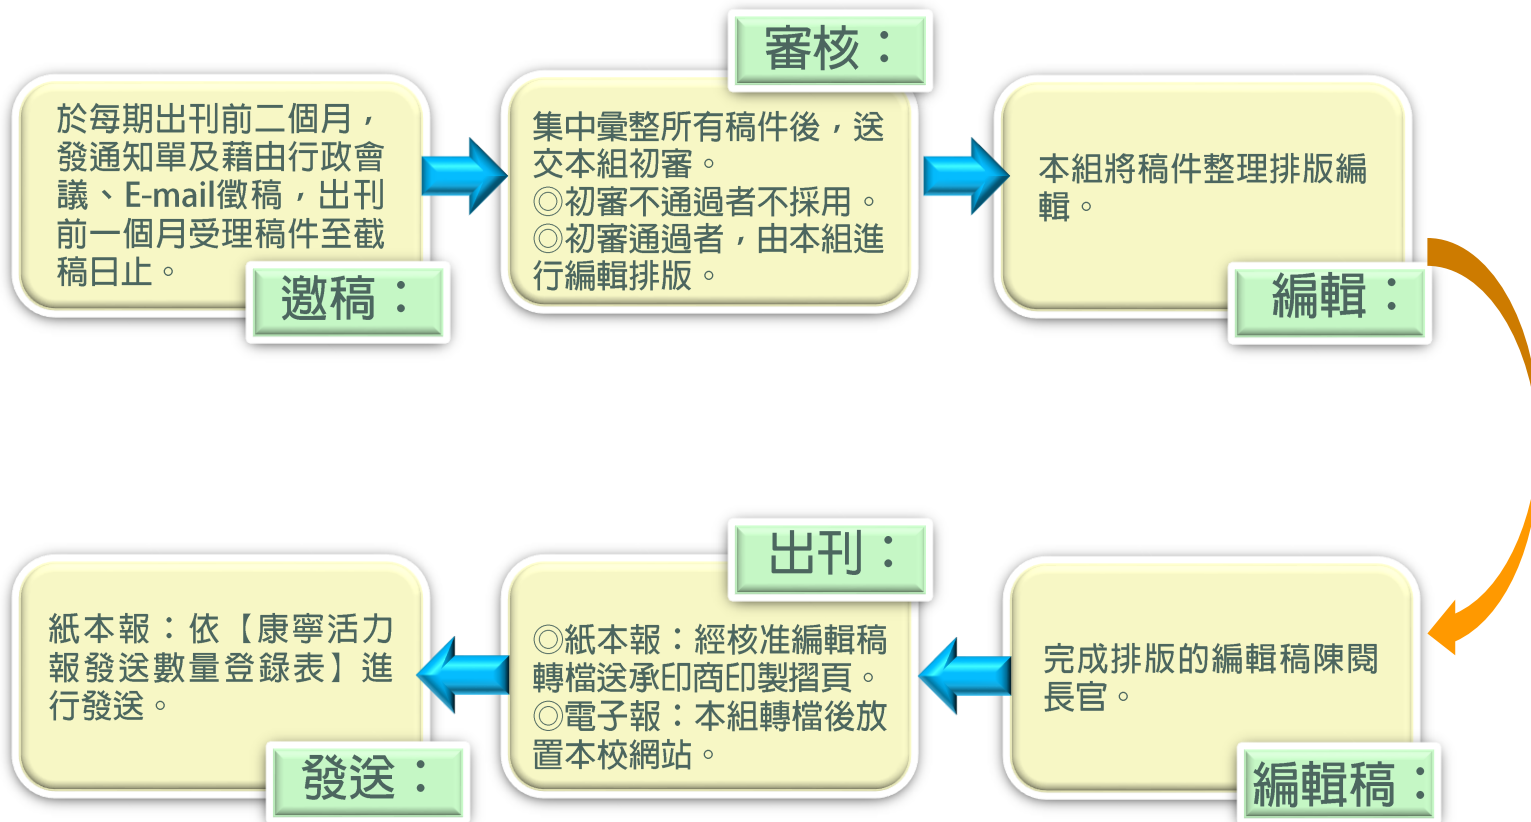 於每期出刊前二個月，
發通知單及藉由行政會
議、E-mail徵稿，出刊
前一個月受理稿件至截
稿日止。
邀稿：
審核：
集中彙整所有稿件後，送
交本組初審。
◎初審不通過者不採用。
◎初審通過者，由本組進
行編輯排版。
本組將稿件整理排版編
輯。
編輯：
完成排版的編輯稿陳閱
長官。
編輯稿：
出刊：
◎紙本報：經核准編輯稿
轉檔送承印商印製摺頁。
◎電子報：本組轉檔後放
置本校網站。
紙本報：依【康寧活力
報發送數量登錄表】進
行發送。
發送：